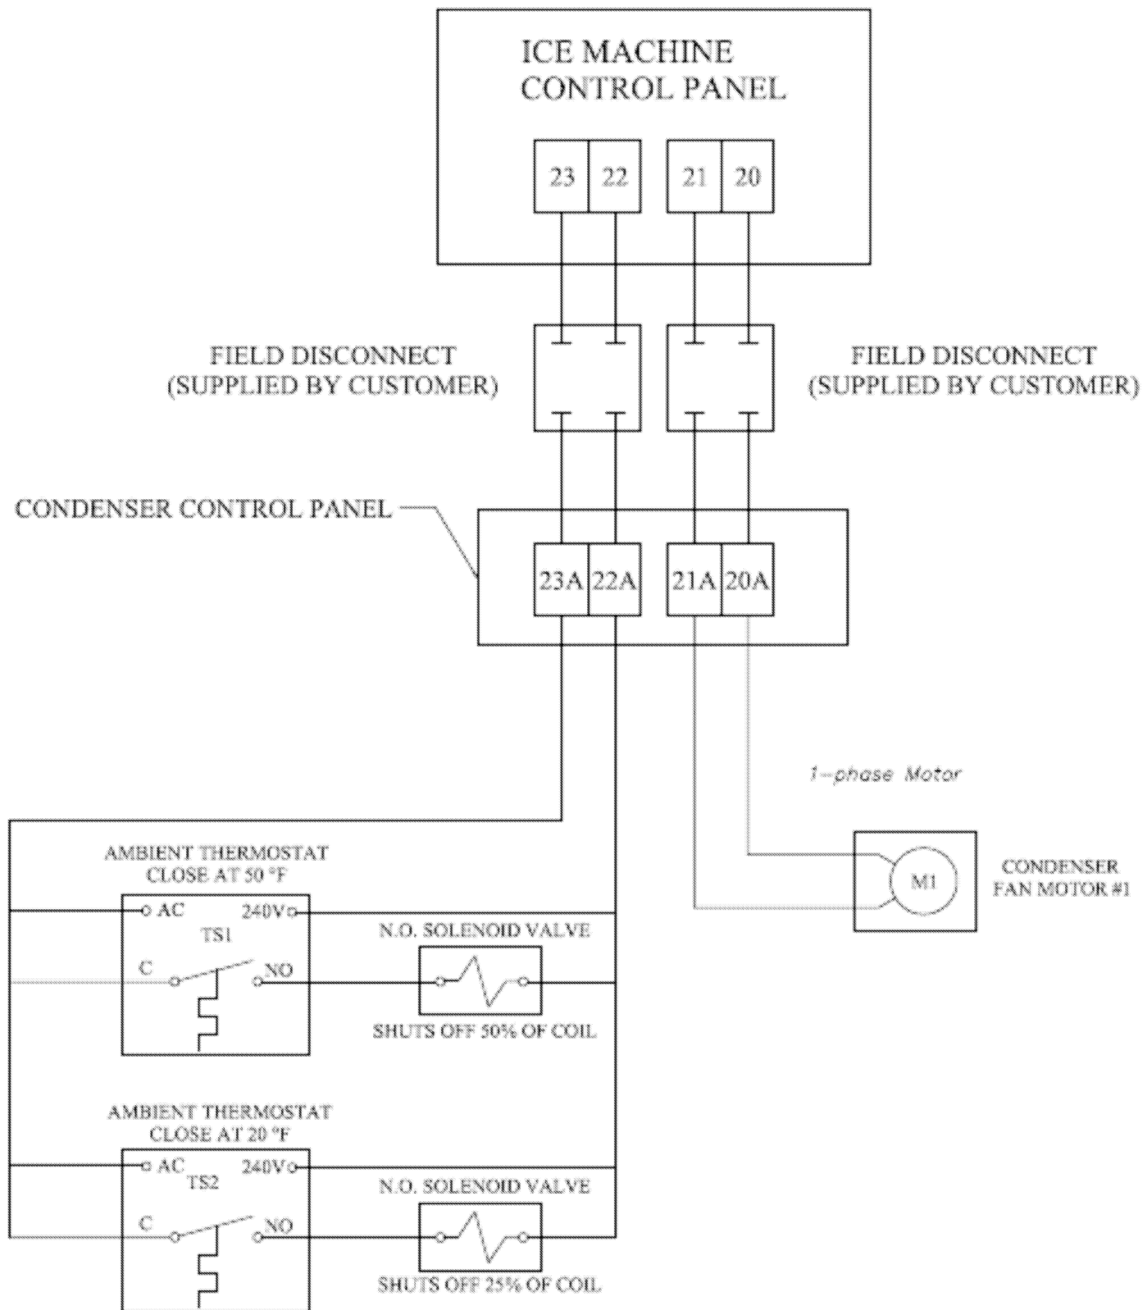 ICE MACHINE
CONTROL PANEL
23 22 21 20
FIELD DISCONNECT
(SUPPLIED BY CUSTOMER)
FIELD DISCONNECT
(SUPPLIED BY CUSTOMER)
CONDENSER CONTROL PANEL
23A 22A 21A 20A
1-phase Motor
M1
CONDENSER
FAN MOTOR #1
AMBIENT THERMOSTAT
CLOSE AT 50 °F
AC 240V
TS1
C NO
N.O. SOLENOID VALVE
SHUTS OFF 50% OF COIL
AMBIENT THERMOSTAT
CLOSE AT 20 °F
AC 240V
TS2
C NO
N.O. SOLENOID VALVE
SHUTS OFF 25% OF COIL